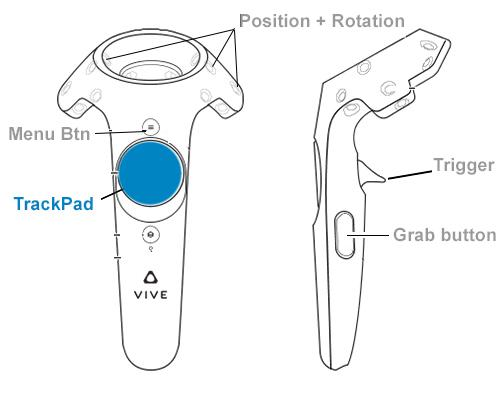 Position + Rotation
Menu Btn
TrackPad
Trigger
Grab button
VIVE